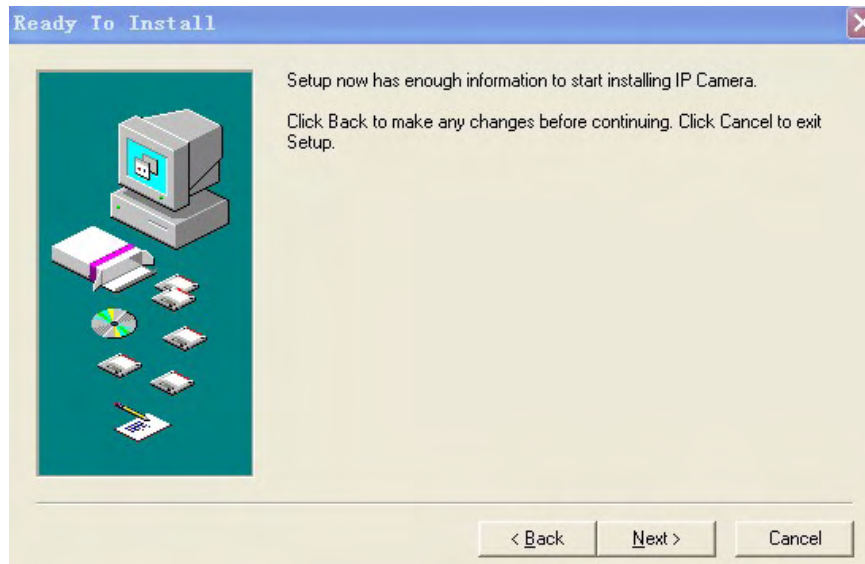 Ready To Install
Setup now has enough information to start installing IP Camera.
Click Back to make any changes before continuing. Click Cancel to exit
Setup.
< Back
Next >
Cancel